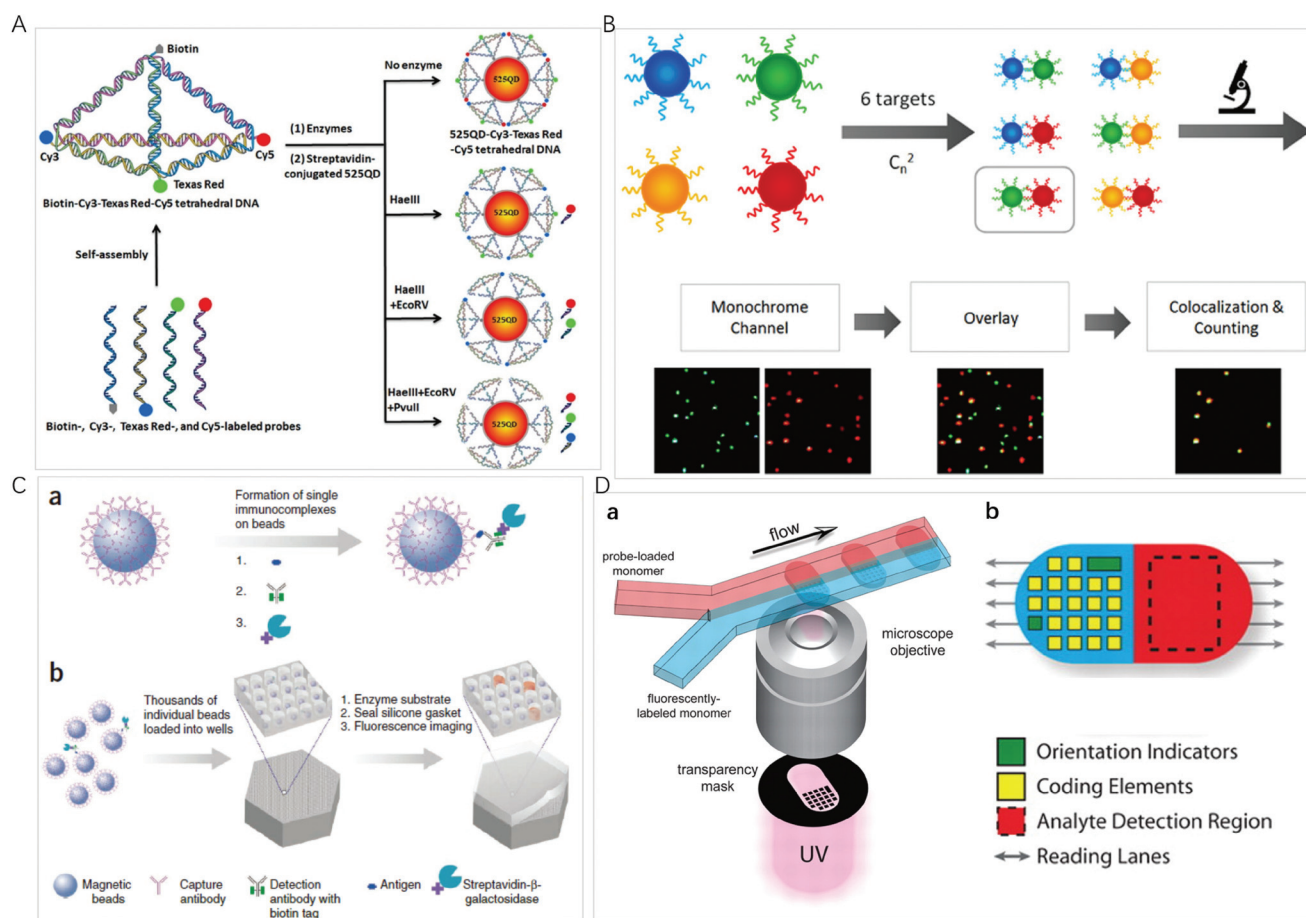 A
Biotin
Cy3
Cy5
Texas Red
Biotin-Cy3-Texas Red-Cy5 tetrahedral DNA
Self-assembly
Biotin-, Cy3-, Texas Red-, and Cy5-labeled probes
(1) Enzymes
(2) Streptavidin-
conjugated 525QD
No enzyme
525QD
525QD-Cy3-Texas Red
-Cy5 tetrahedral DNA
HaeIII
525QD
HaeIII
+EcoRV
525QD
HaeIII+EcoRV
+PvuII
525QD
B
6 targets
Cn2
Monochrome
Channel
Overlay
Colocalization &
Counting
C
a
Formation of single
immunocomplexes
on beads
1.
2.
3.
b
Thousands of
individual beads
loaded into wells
1. Enzyme substrate
2. Seal silicone gasket
3. Fluorescence imaging
Magnetic
beads
Capture
antibody
Detection
antibody with
biotin tag
Antigen
Streptavidin-β-
galactosidase
D
a
flow
probe-loaded
monomer
microscope
objective
fluorescently-
labeled monomer
transparency
mask
UV
b
Orientation Indicators
Coding Elements
Analyte Detection Region
Reading Lanes